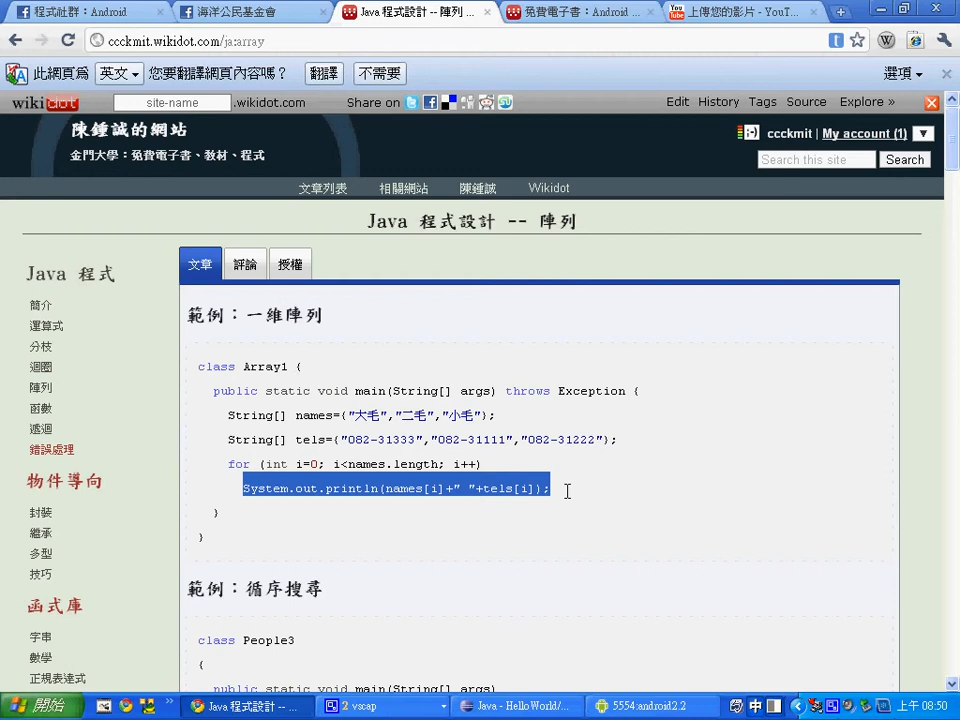 程式社群：Android
海洋公民基金會
Java 程式設計 -- 陣列 ...
免費電子書：Android ...
上傳您的影片 - YouT...
ccckmit.wikidot.com/ja:array
此網頁為 英文 您要翻譯網頁內容嗎？ 翻譯 不需要 選項
wikidot site-name .wikidot.com Share on Edit History Tags Source Explore »
陳鍾誠的網站
金門大學：免費電子書、教材、程式
ccckmit | My account (1)
Search this site Search
文章列表 相關網站 陳鍾誠 Wikidot
Java 程式設計 -- 陣列
Java 程式
簡介
運算式
分枝
迴圈
陣列
函數
遞迴
錯誤處理
物件導向
封裝
繼承
多型
技巧
函式庫
字串
數學
正規表達式
文章 評論 授權
範例：一維陣列
class Array1 {
public static void main(String[] args) throws Exception {
String[] names={"大毛","二毛","小毛"};
String[] tels={"082-31333","082-31111","082-31222"};
for (int i=0; i<names.length; i++)
System.out.println(names[i]+" "+tels[i]);
}
}
範例：循序搜尋
class People3
{
public static void main(String[] args)
開始 Java 程式設計 -- ... 2 vscap Java - HelloWorld/... 5554:android2.2 中 上午 08:50